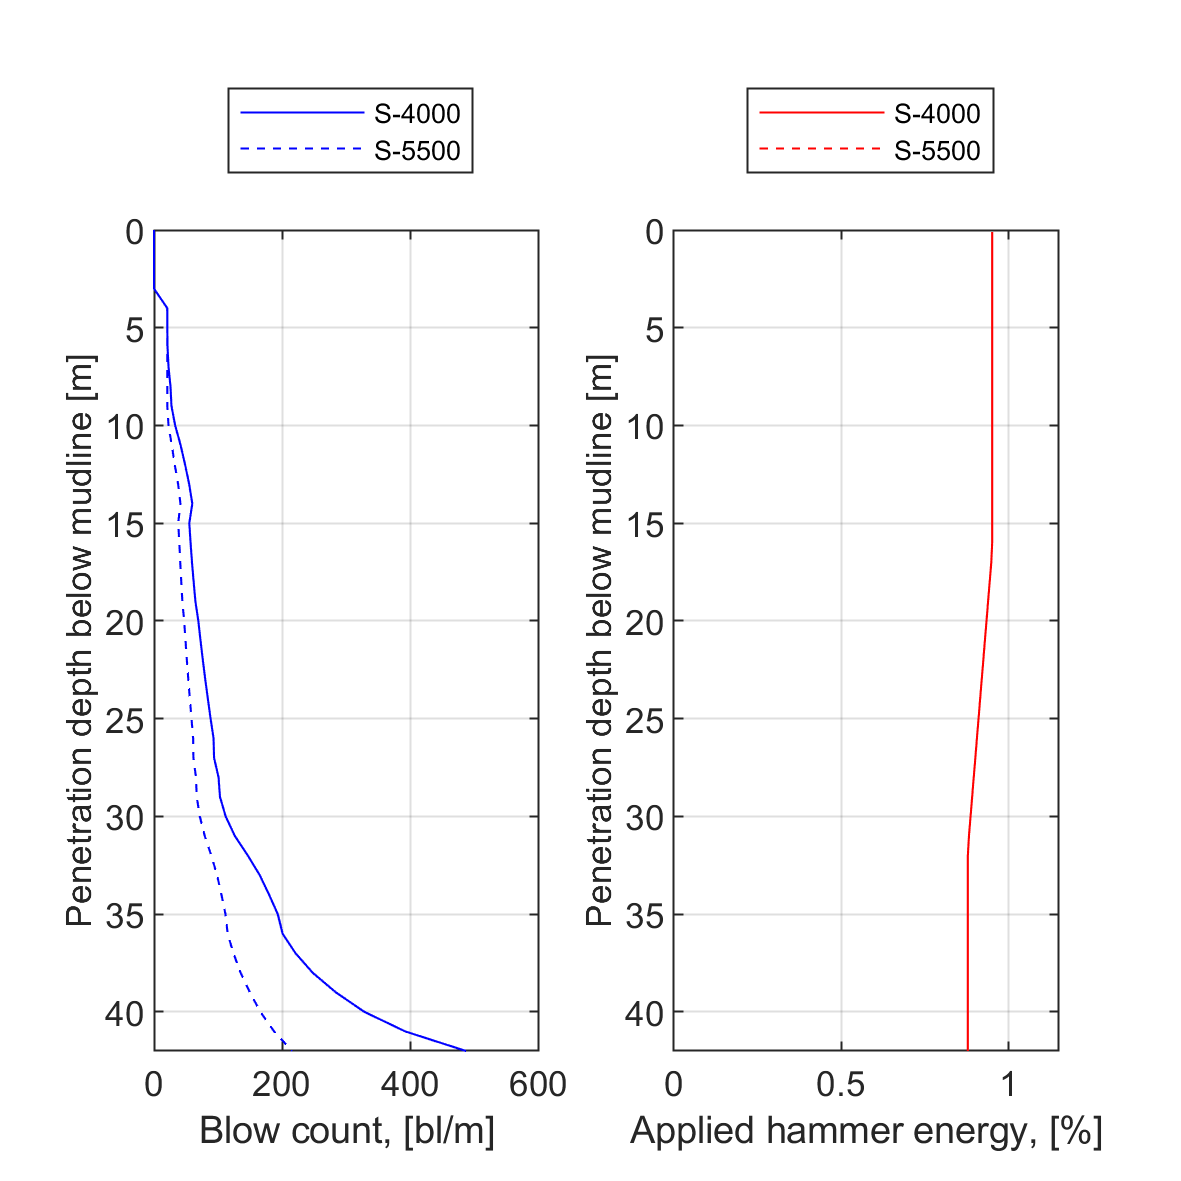 S-4000
S-5500
S-4000
S-5500
0
5
10
15
20
25
30
35
40
Penetration depth below mudline [m]
0 200 400 600
Blow count, [bl/m]
0
5
10
15
20
25
30
35
40
Penetration depth below mudline [m]
0 0.5 1
Applied hammer energy, [%]